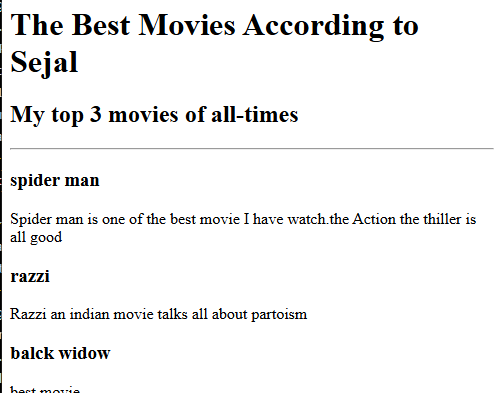 The Best Movies According to
Sejal
My top 3 movies of all-times
spider man
Spider man is one of the best movie I have watch.the Action the thiller is
all good
razzi
Razzi an indian movie talks all about partoism
balck widow
best movie